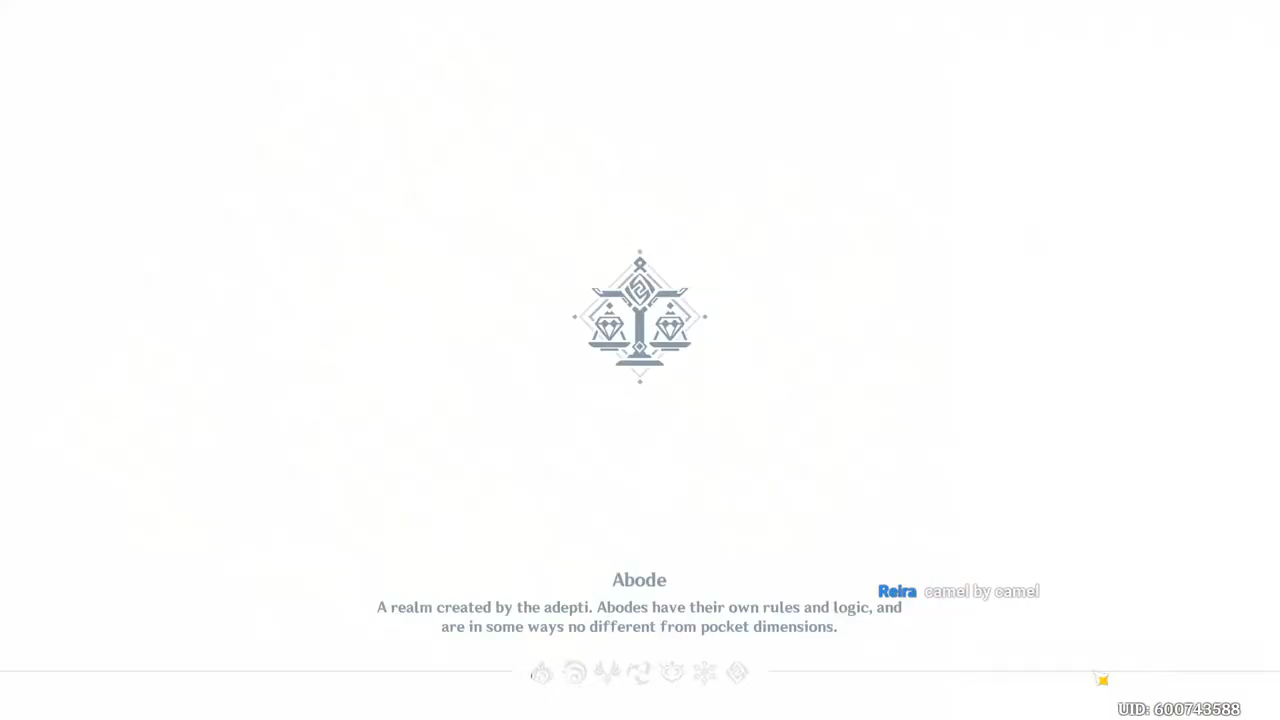 Abode
Reira camel by camel
A realm created by the adepti. Abodes have their own rules and logic, and
are in some ways no different from pocket dimensions.
UID: 600743588